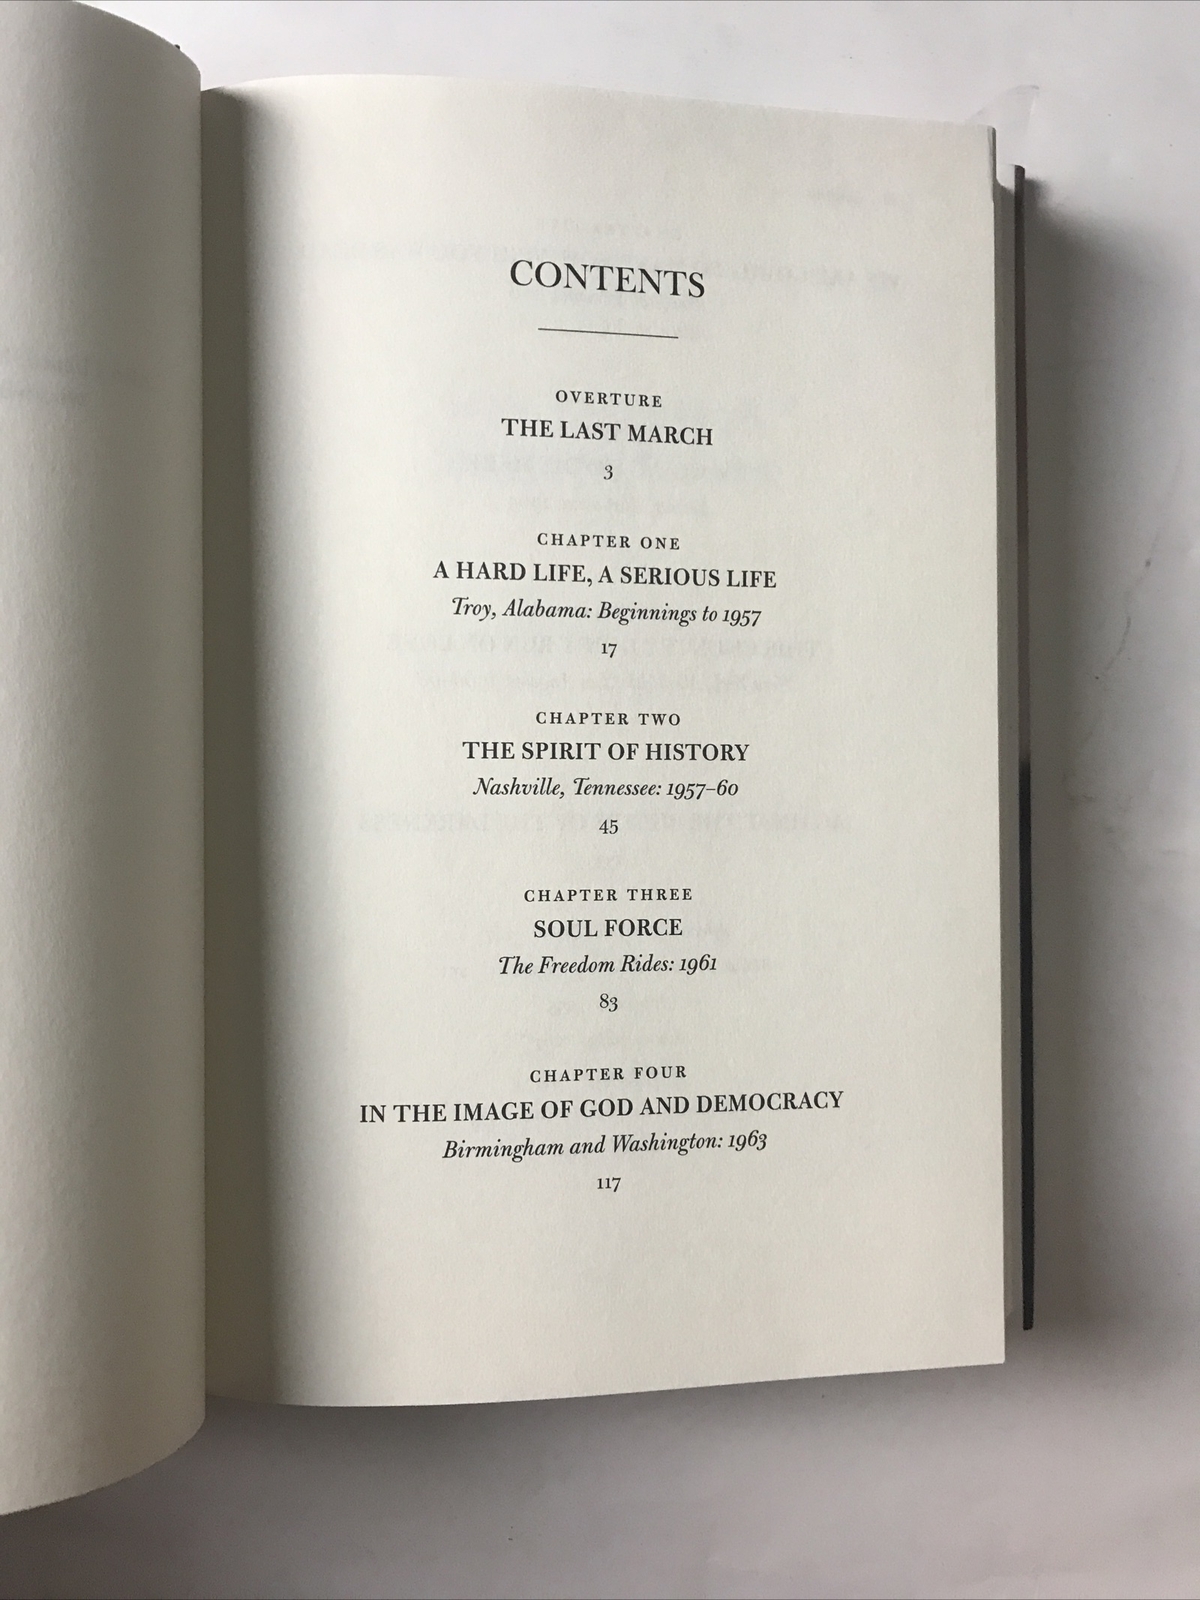 CONTENTS
OVERTURE
THE LAST MARCH
3
CHAPTER ONE
A HARD LIFE, A SERIOUS LIFE
Troy, Alabama: Beginnings to 1957
17
CHAPTER TWO
THE SPIRIT OF HISTORY
Nashville, Tennessee: 1957–60
45
CHAPTER THREE
SOUL FORCE
The Freedom Rides: 1961
83
CHAPTER FOUR
IN THE IMAGE OF GOD AND DEMOCRACY
Birmingham and Washington: 1963
117